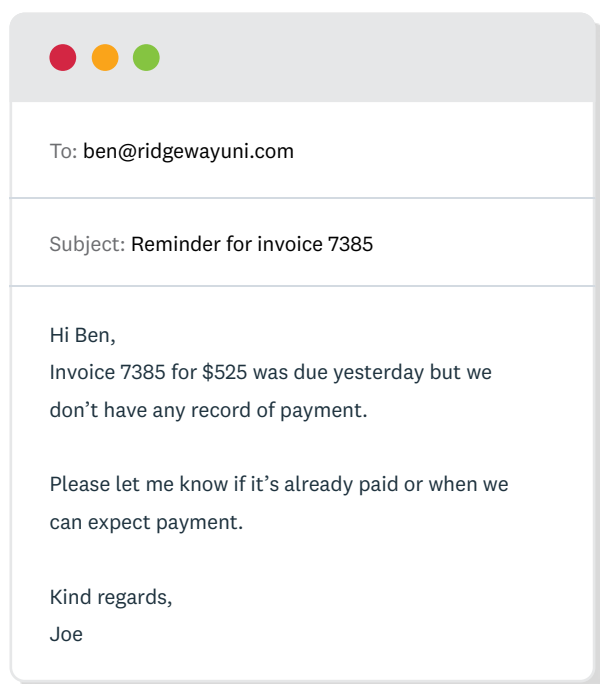 To: ben@ridgewayuni.com
Subject: Reminder for invoice 7385
Hi Ben,
Invoice 7385 for $525 was due yesterday but we
don’t have any record of payment.
Please let me know if it’s already paid or when we
can expect payment.
Kind regards,
Joe